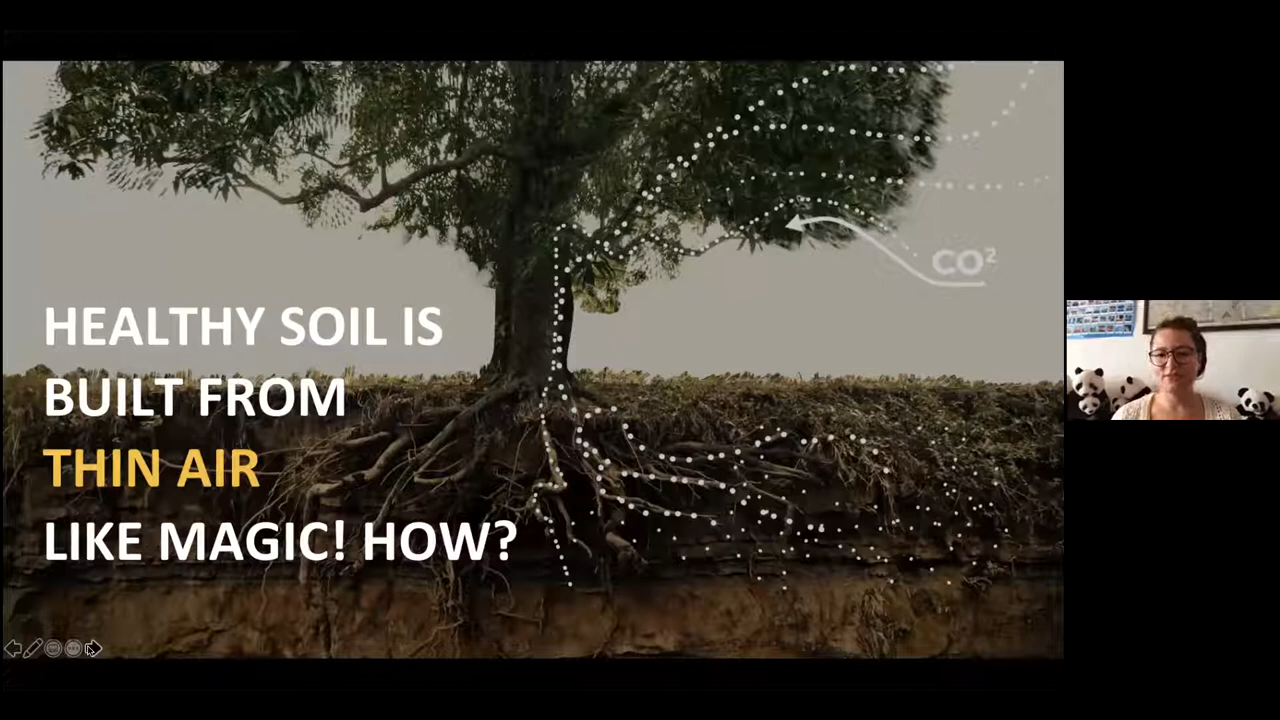 HEALTHY SOIL IS
BUILT FROM
THIN AIR
LIKE MAGIC! HOW?
CO²